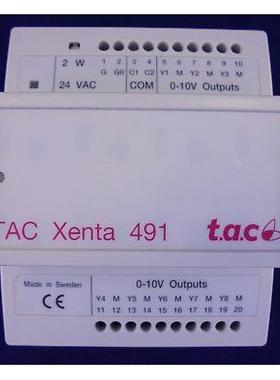 2 W 1 2 3 4 5 6 7 8 9 10
G G0 C1 C2 Y1 M Y2 M Y3 M
24 VAC COM 0-10V Outputs
TAC Xenta 491 t.a.c
Made in Sweden 0-10V Outputs
CE Y4 M Y5 M Y6 M Y7 M Y8 M
11 12 13 14 15 16 17 18 19 20